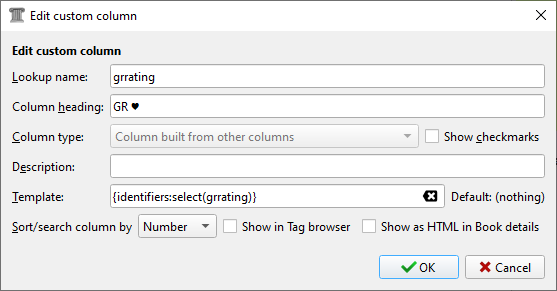 Edit custom column
Edit custom column
Lookup name: grrating
Column heading: GR ♥
Column type: Column built from other columns Show checkmarks
Description:
Template: {identifiers:select(grrating)} Default: (nothing)
Sort/search column by Number Show in Tag browser Show as HTML in Book details
OK Cancel